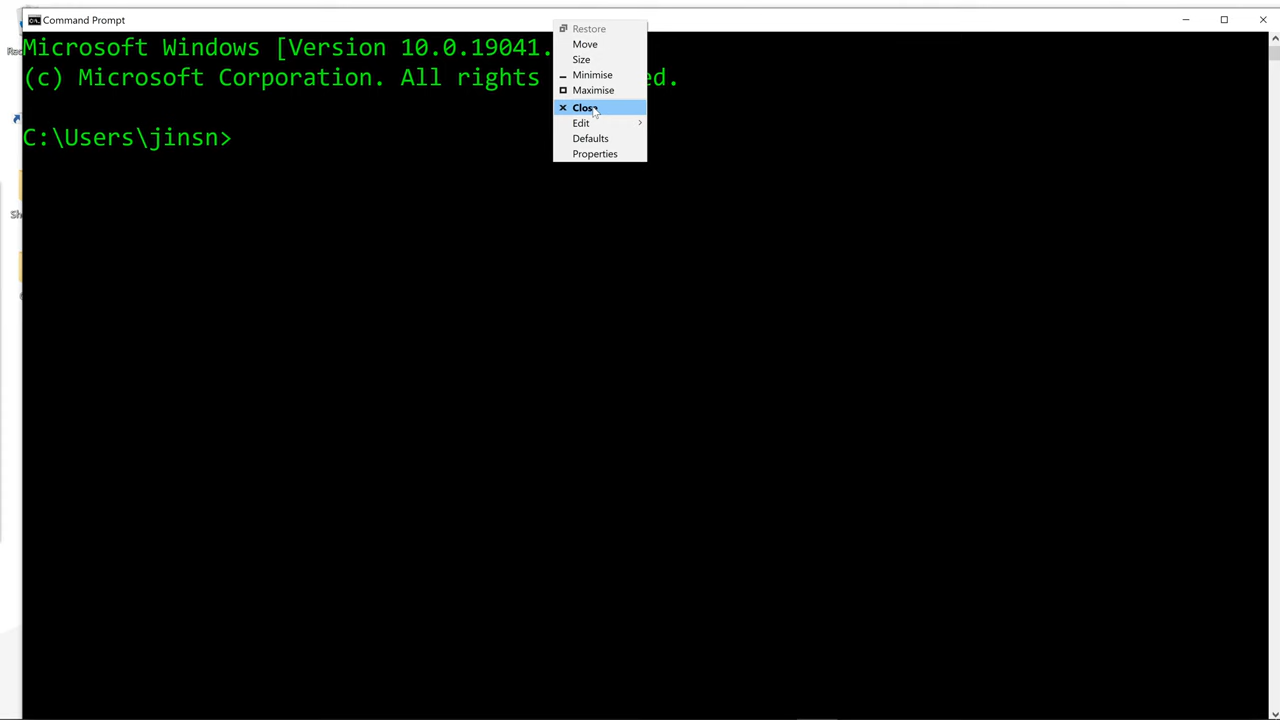 Command Prompt
Restore
Move
Size
Minimise
Maximise
Close
Edit
Defaults
Properties
Microsoft Windows [Version 10.0.19041.
(c) Microsoft Corporation. All rights ed.
C:\Users\jinsn>